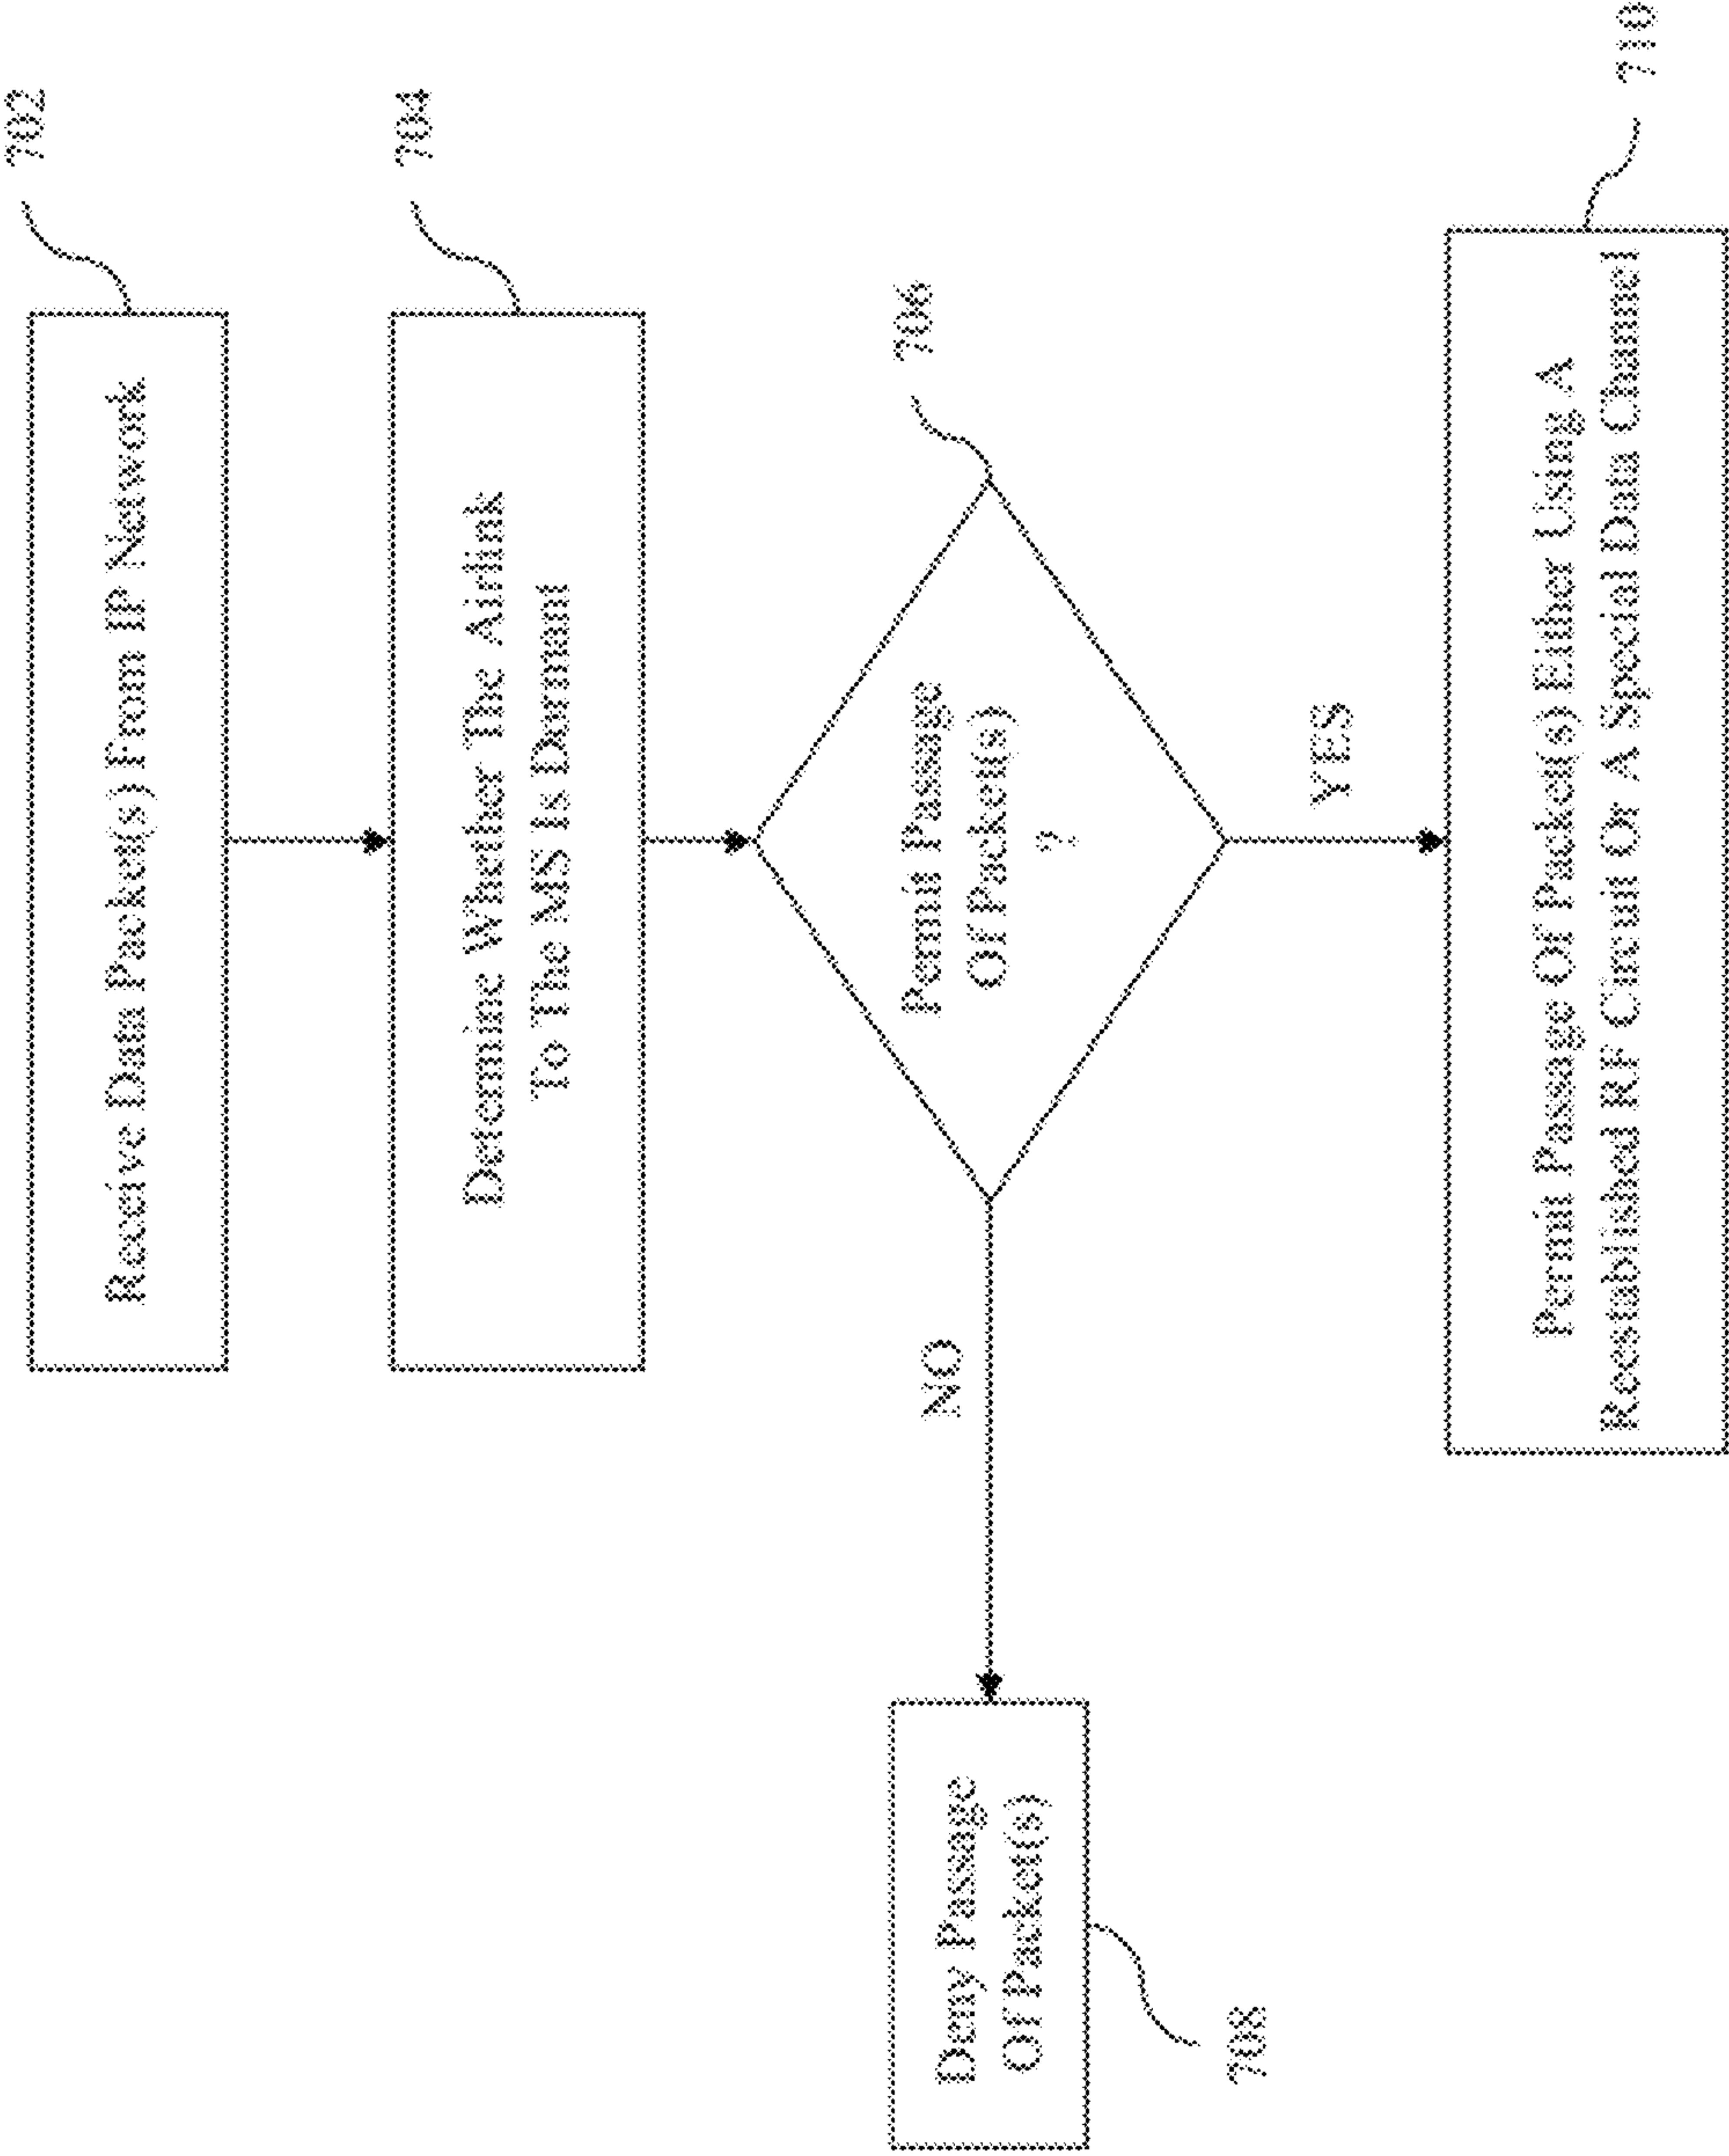 702
Receive Data Packet(s) From IP Network
704
Determine Whether The Airlink
To The MS Is Dormant
706
Permit Passage
Of Packet(s)
?
NO
YES
Deny Passage
Of Packet(s)
708
Permit Passage Of Packet(s) Either Using A
Reestablished RF Circuit Or A Special Data Channel
710